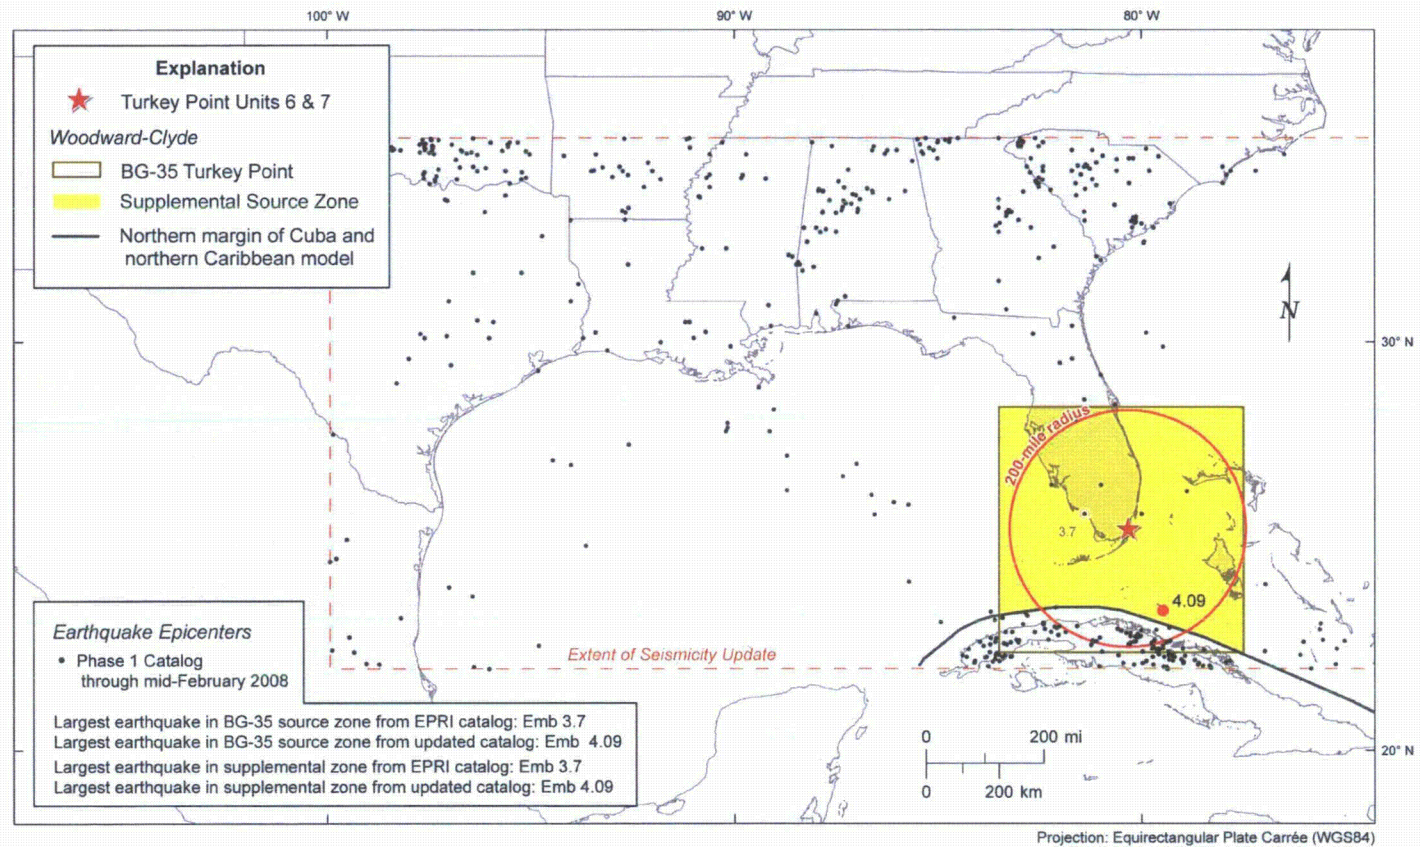 100° W
90° W
80° W
Explanation
Turkey Point Units 6 & 7
Woodward-Clyde
BG-35 Turkey Point
Supplemental Source Zone
Northern margin of Cuba and
northern Caribbean model
N
30° N
200-mile radius
3.7
4.09
Extent of Seismicity Update
Earthquake Epicenters
Phase 1 Catalog
through mid-February 2008
Largest earthquake in BG-35 source zone from EPRI catalog: Emb 3.7
Largest earthquake in BG-35 source zone from updated catalog: Emb 4.09
Largest earthquake in supplemental zone from EPRI catalog: Emb 3.7
Largest earthquake in supplemental zone from updated catalog: Emb 4.09
0 200 mi
0 200 km
20° N
Projection: Equirectangular Plate Carrée (WGS84)